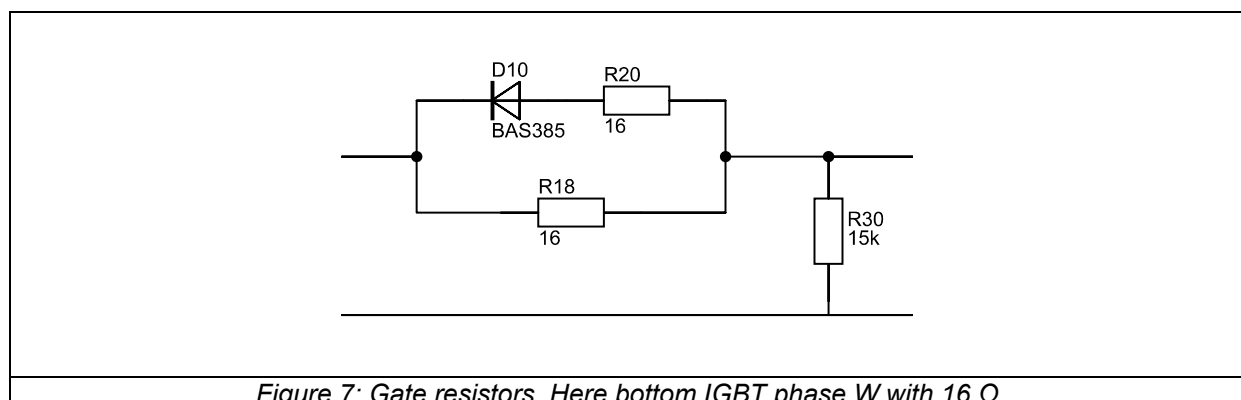 D10
BAS385
R20
16
R18
16
R30
15k
Figure 7: Gate resistors. Here bottom IGBT phase W with 16 Ω